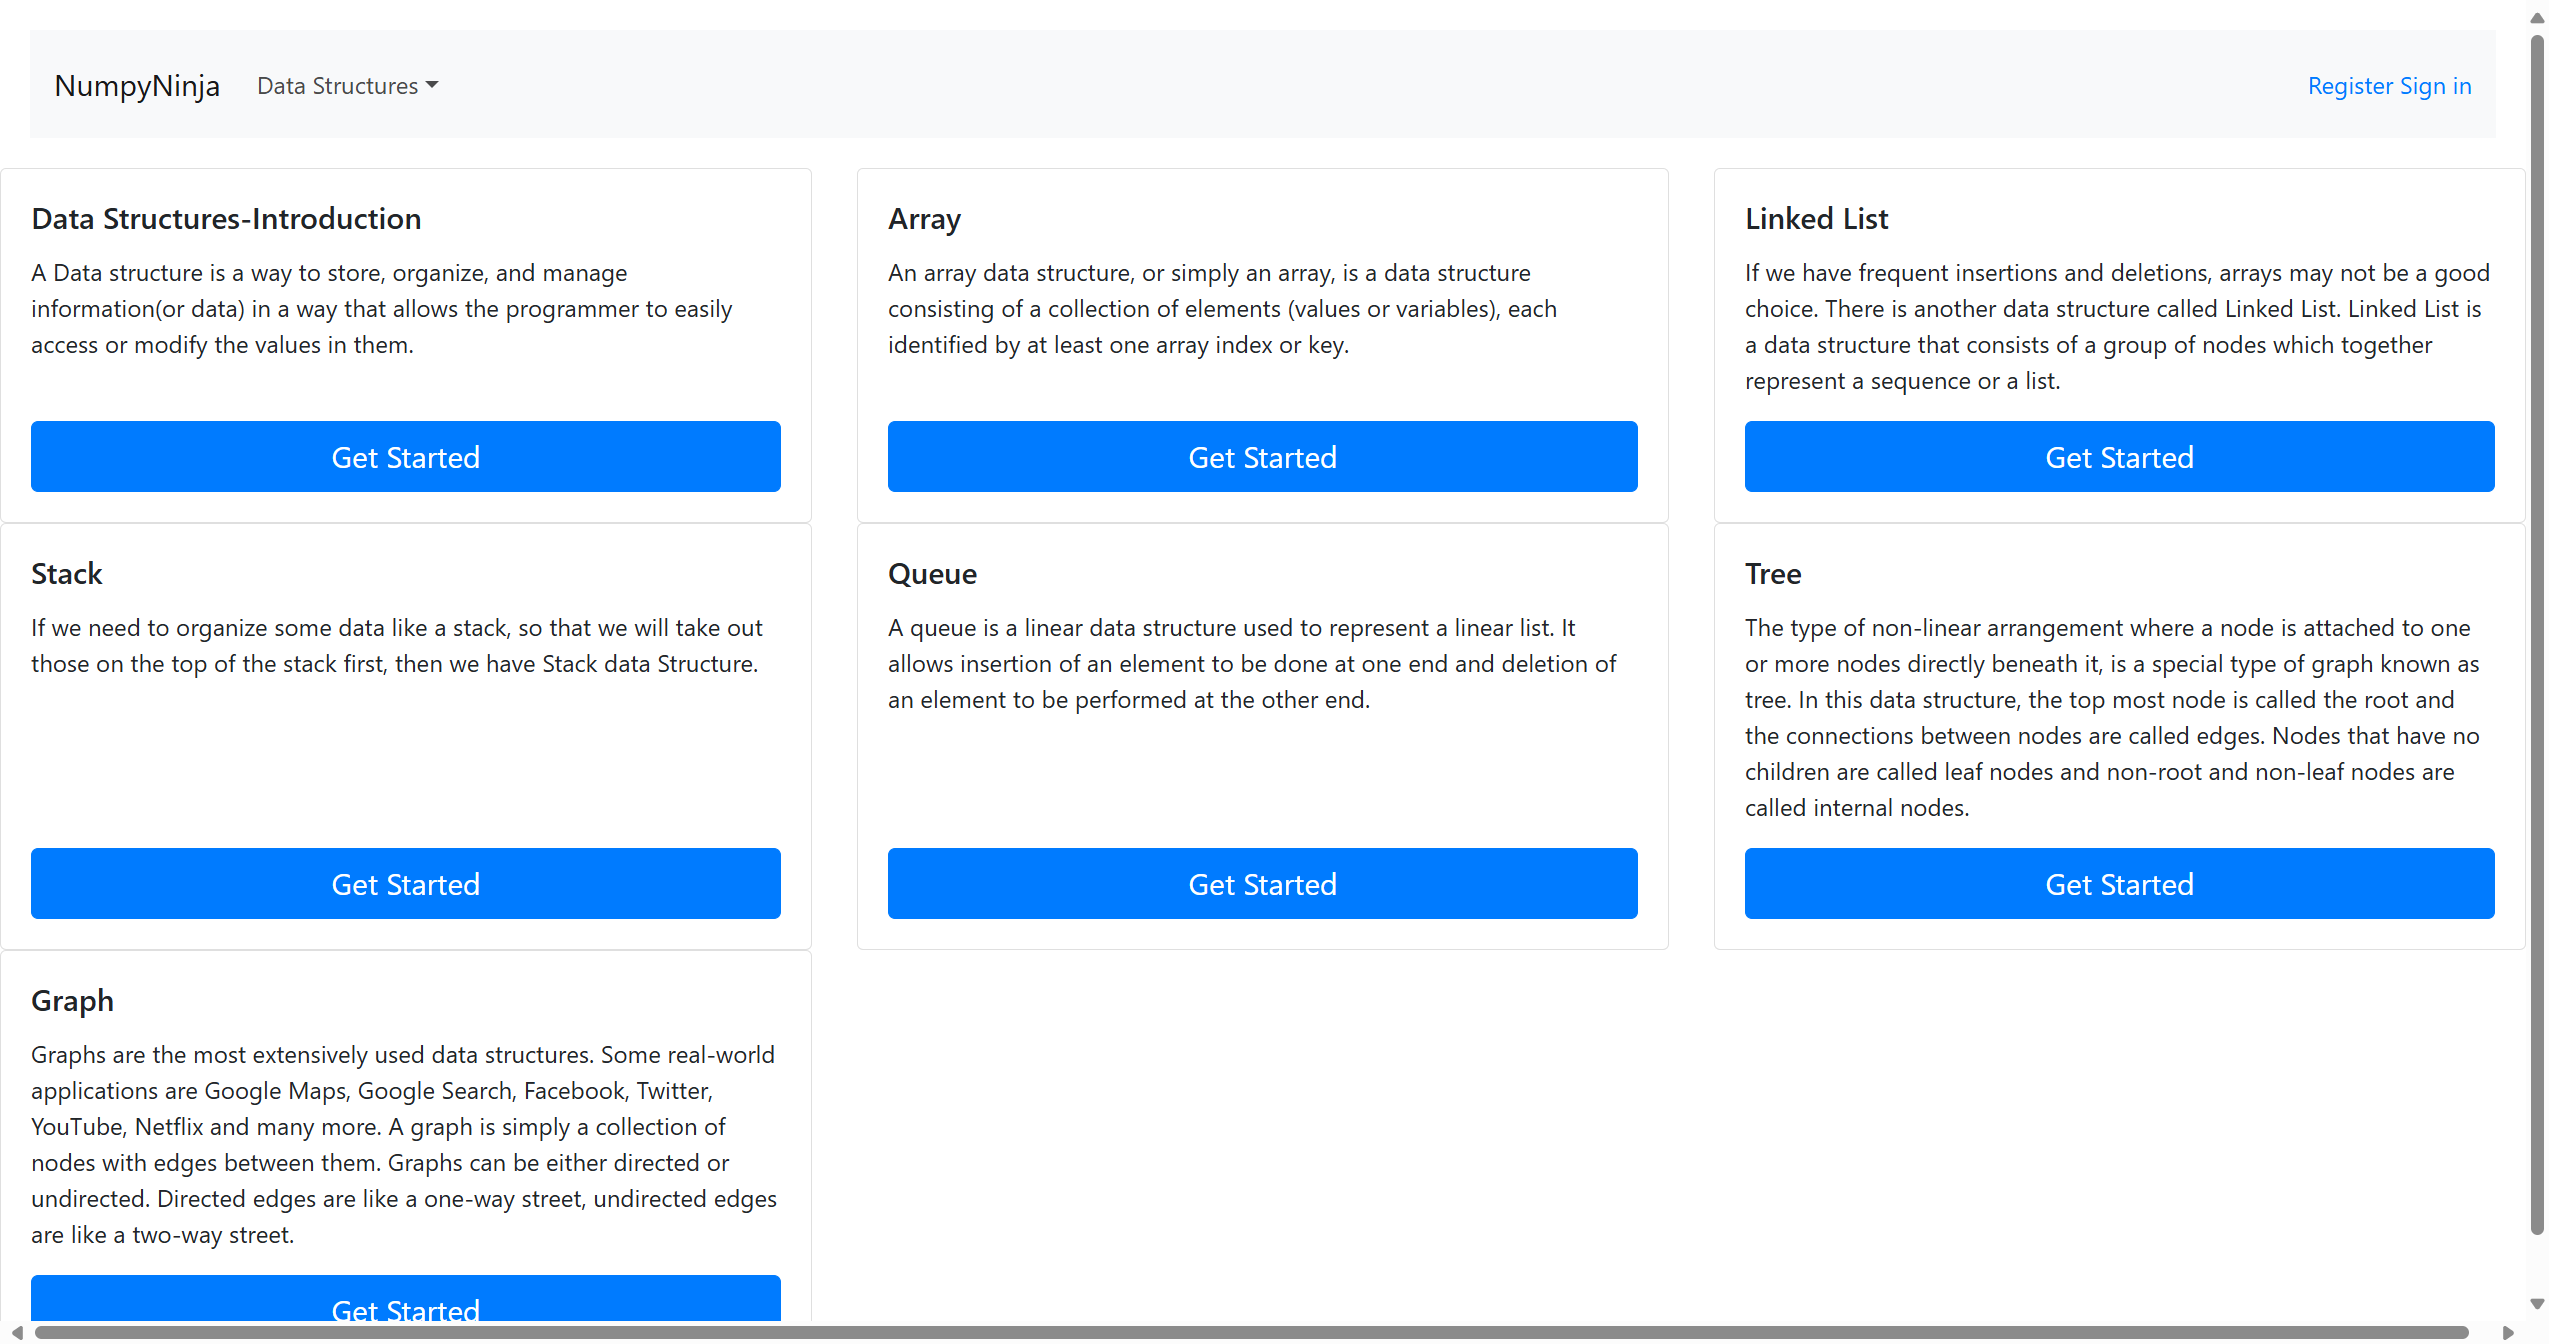 NumpyNinja
Data Structures
Register Sign in
Data Structures-Introduction
A Data structure is a way to store, organize, and manage
information(or data) in a way that allows the programmer to easily
access or modify the values in them.
Get Started
Array
An array data structure, or simply an array, is a data structure
consisting of a collection of elements (values or variables), each
identified by at least one array index or key.
Get Started
Linked List
If we have frequent insertions and deletions, arrays may not be a good
choice. There is another data structure called Linked List. Linked List is
a data structure that consists of a group of nodes which together
represent a sequence or a list.
Get Started
Stack
If we need to organize some data like a stack, so that we will take out
those on the top of the stack first, then we have Stack data Structure.
Get Started
Queue
A queue is a linear data structure used to represent a linear list. It
allows insertion of an element to be done at one end and deletion of
an element to be performed at the other end.
Get Started
Tree
The type of non-linear arrangement where a node is attached to one
or more nodes directly beneath it, is a special type of graph known as
tree. In this data structure, the top most node is called the root and
the connections between nodes are called edges. Nodes that have no
children are called leaf nodes and non-root and non-leaf nodes are
called internal nodes.
Get Started
Graph
Graphs are the most extensively used data structures. Some real-world
applications are Google Maps, Google Search, Facebook, Twitter,
YouTube, Netflix and many more. A graph is simply a collection of
nodes with edges between them. Graphs can be either directed or
undirected. Directed edges are like a one-way street, undirected edges
are like a two-way street.
Get Started